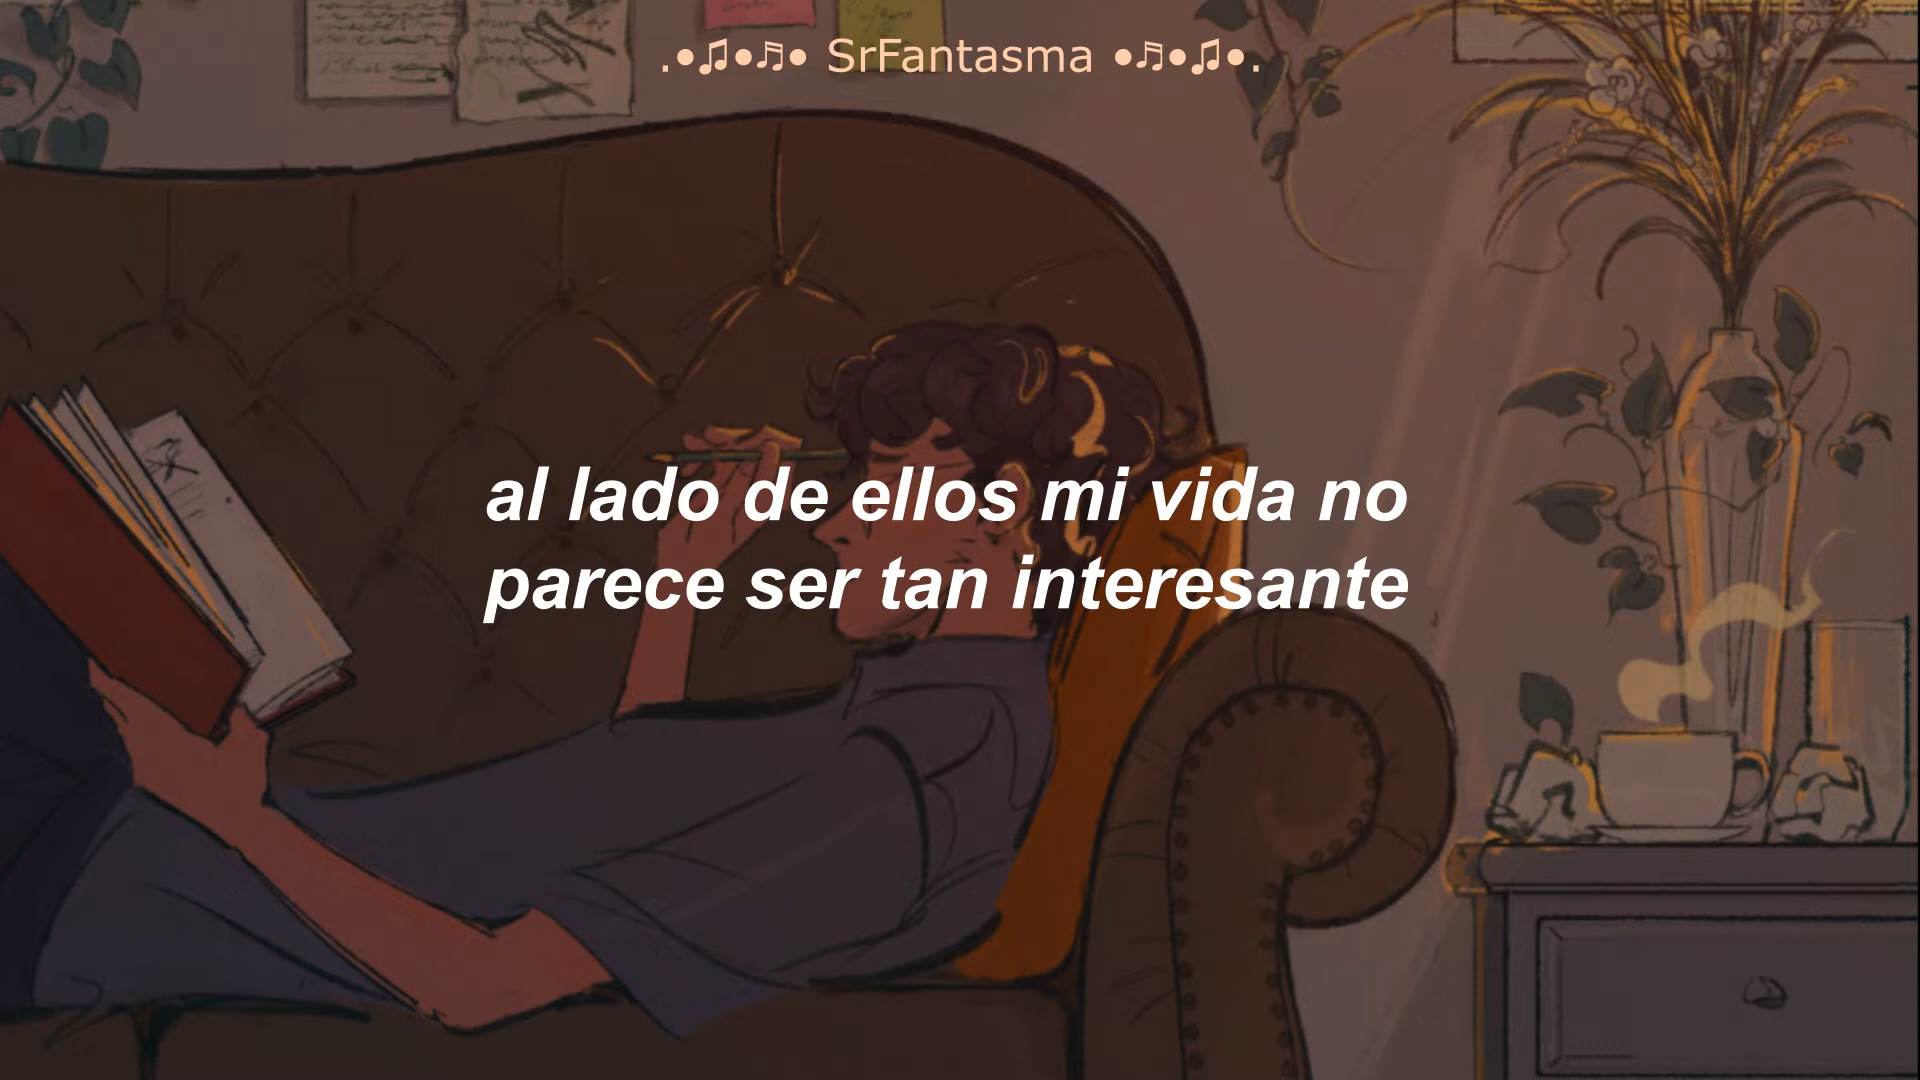 .•♫•♬• SrFantasma •♬•♫•.
al lado de ellos mi vida no
parece ser tan interesante